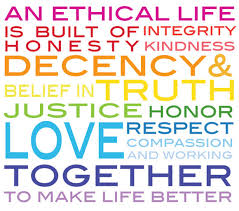 AN ETHICAL LIFE
IS BUILT OF INTEGRITY
HONESTY KINDNESS
DECENCY &
BELIEF IN TRUTH
JUSTICE HONOR
LOVE RESPECT
COMPASSION
AND WORKING
TOGETHER
TO MAKE LIFE BETTER